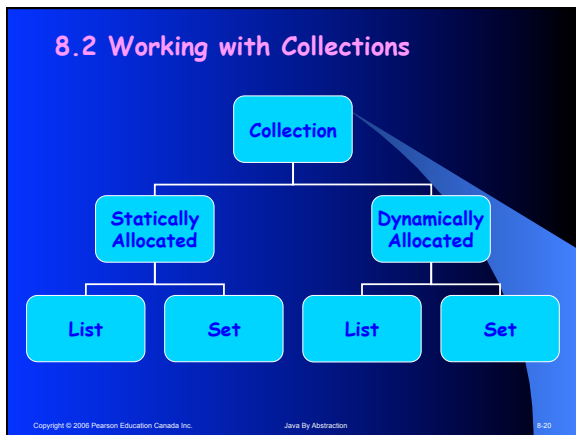 8.2 Working with Collections
Collection
Statically
Allocated
Dynamically
Allocated
List
Set
List
Set
Copyright © 2006 Pearson Education Canada Inc.
Java By Abstraction
8-20